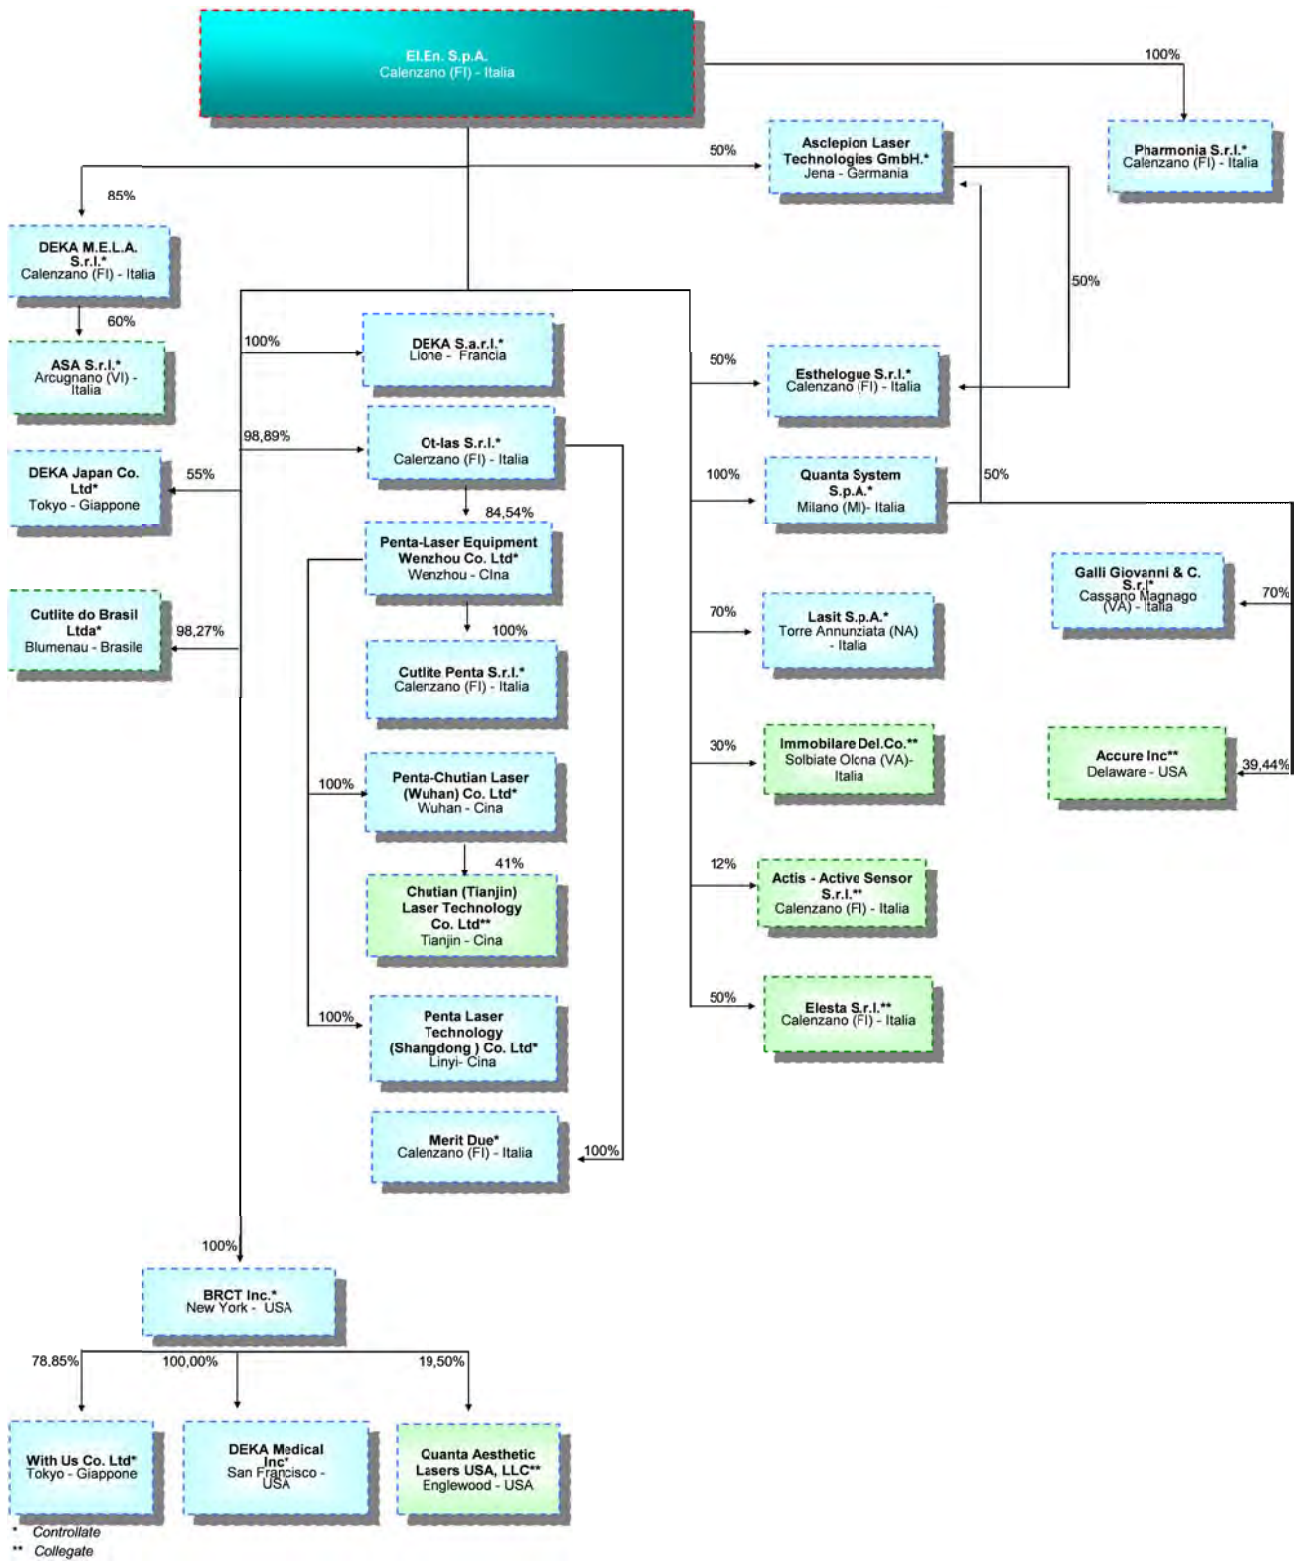 El.En. S.p.A.
Calenzano (FI) - Italia
100%
50%
Asclepion Laser
Technologies GmbH.*
Jena - Germania
Pharmonia S.r.l.*
Calenzano (FI) - Italia
85%
DEKA M.E.L.A.
S.r.l.*
Calenzano (FI) - Italia
50%
60%
ASA S.r.l.*
Arcugnano (VI) -
Italia
100%
DEKA S.a.r.l.*
Lione - Francia
50%
Esthelogue S.r.l.*
Calenzano (FI) - Italia
98,89%
Ot-las S.r.l.*
Calenzano (FI) - Italia
DEKA Japan Co.
Ltd*
Tokyo - Giappone
55%
100%
Quanta System
S.p.A.*
Milano (MI)- Italia
50%
84,54%
Penta-Laser Equipment
Wenzhou Co. Ltd*
Wenzhou - CIna
Galli Giovanni & C.
S.r.l*
Cassano Magnago
(VA) - Italia
70%
Cutlite do Brasil
Ltda*
Blumenau - Brasile
98,27%
100%
Cutlite Penta S.r.l.*
Calenzano (FI) - Italia
70%
Lasit S.p.A.*
Torre Annunziata (NA)
- Italia
30%
Immobilare Del.Co.**
Solbiate Olona (VA)-
Italia
Accure Inc**
Delaware - USA
39,44%
100%
Penta-Chutian Laser
(Wuhan) Co. Ltd*
Wuhan - Cina
41%
Chutian (Tianjin)
Laser Technology
Co. Ltd**
Tianjin - Cina
12%
Actis - Active Sensor
S.r.l.**
Calenzano (FI) - Italia
100%
Penta Laser
Technology
(Shangdong ) Co. Ltd*
Linyi- Cina
50%
Elesta S.r.l.**
Calenzano (FI) - Italia
Merit Due*
Calenzano (FI) - Italia
100%
100%
BRCT Inc.*
New York - USA
78,85%
100,00%
19,50%
With Us Co. Ltd*
Tokyo - Giappone
DEKA Medical
Inc*
San Francisco -
USA
Quanta Aesthetic
Lasers USA, LLC**
Englewood - USA
* Controllate
** Collegate